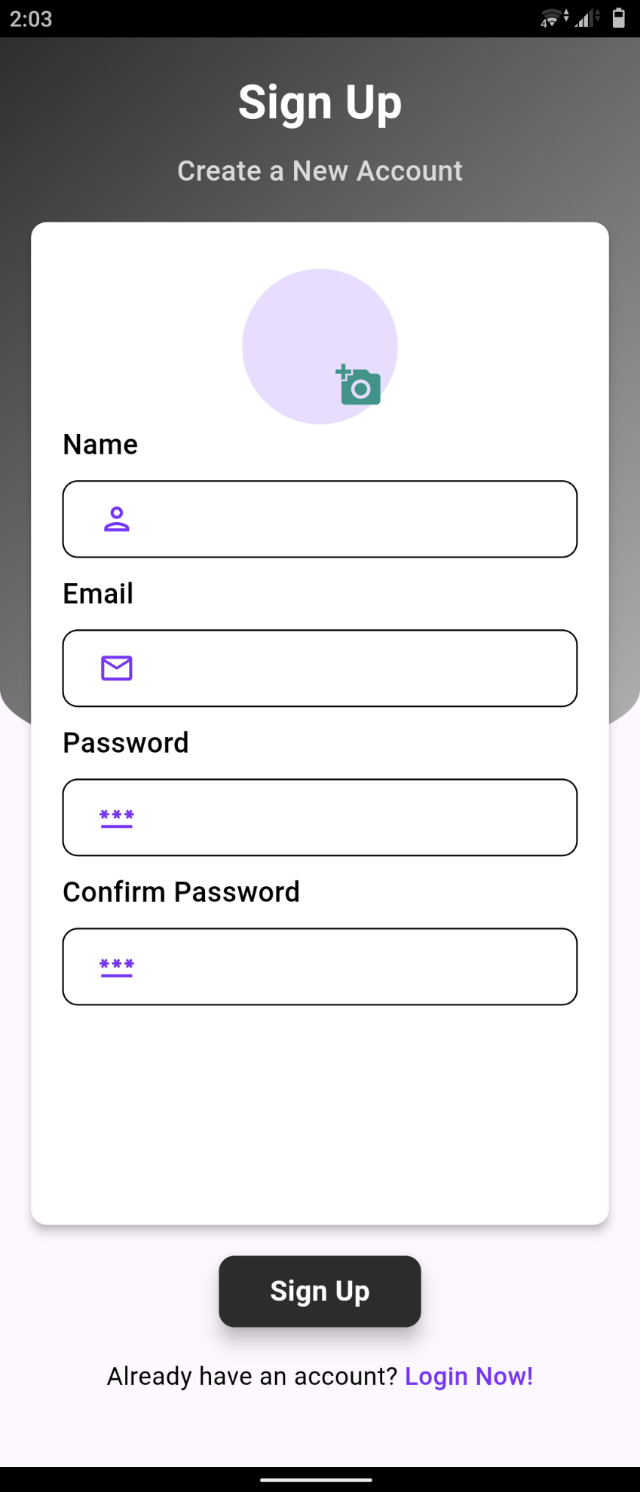 2:03
4
Sign Up
Create a New Account
Name
Email
Password
***
Confirm Password
***
Sign Up
Already have an account? Login Now!